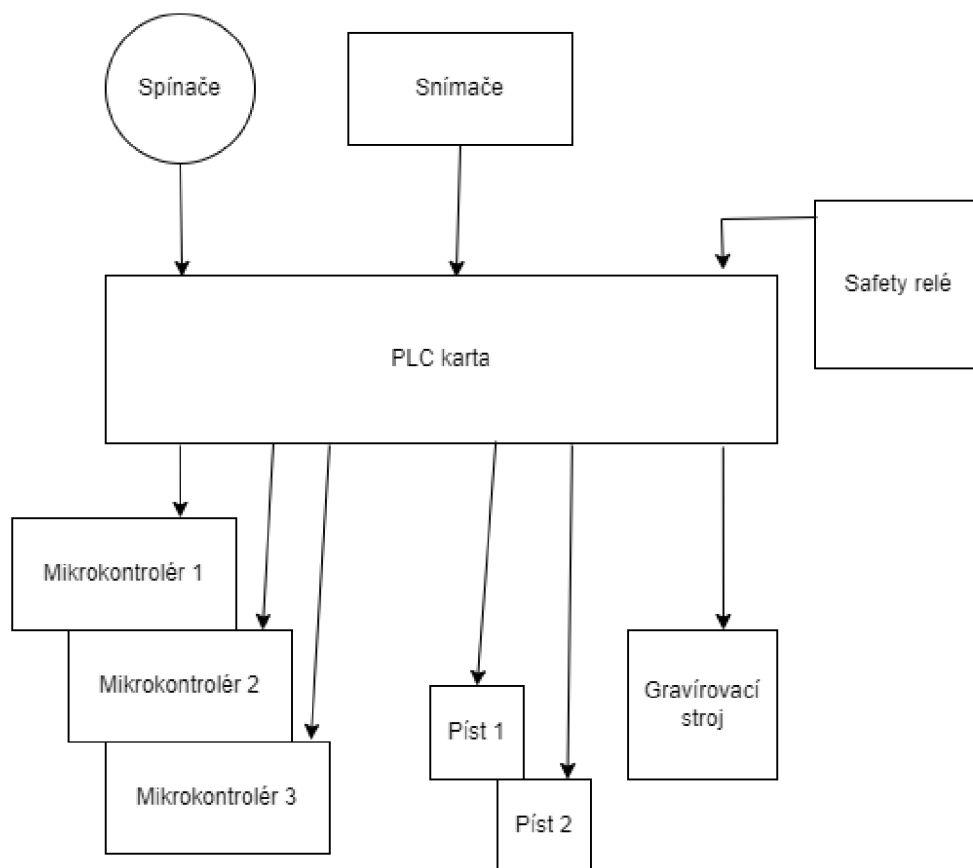 Spínače
Snímače
Safety relé
PLC karta
Mikrokontrolér 1
Mikrokontrolér 2
Mikrokontrolér 3
Píst 1
Píst 2
Gravírovací
stroj